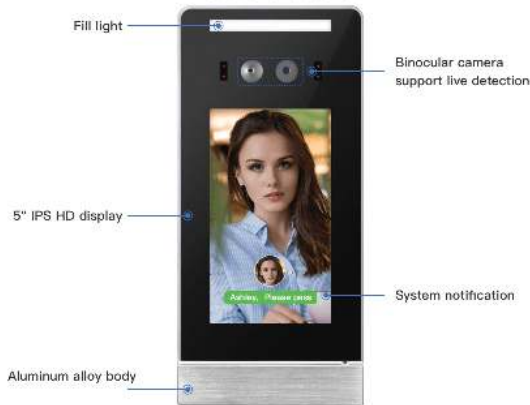 Fill light
Binocular camera
support live detection
5" IPS HD display
Ashley, Please pass
System notification
Aluminum alloy body